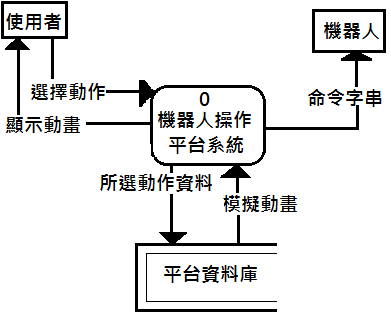 使用者
機器人
選擇動作
0
命令字串
顯示動畫
機器人操作
平台系統
所選動作資料
模擬動畫
平台資料庫